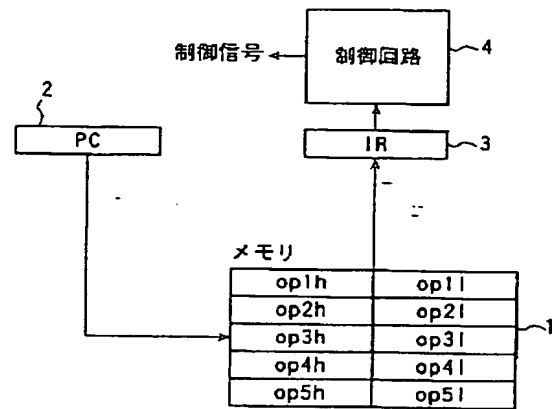 4
制御信号
制御回路
2
PC
IR
3
メモリ
op1h op1l
op2h op2l
op3h op3l
1
op4h op4l
op5h op5l